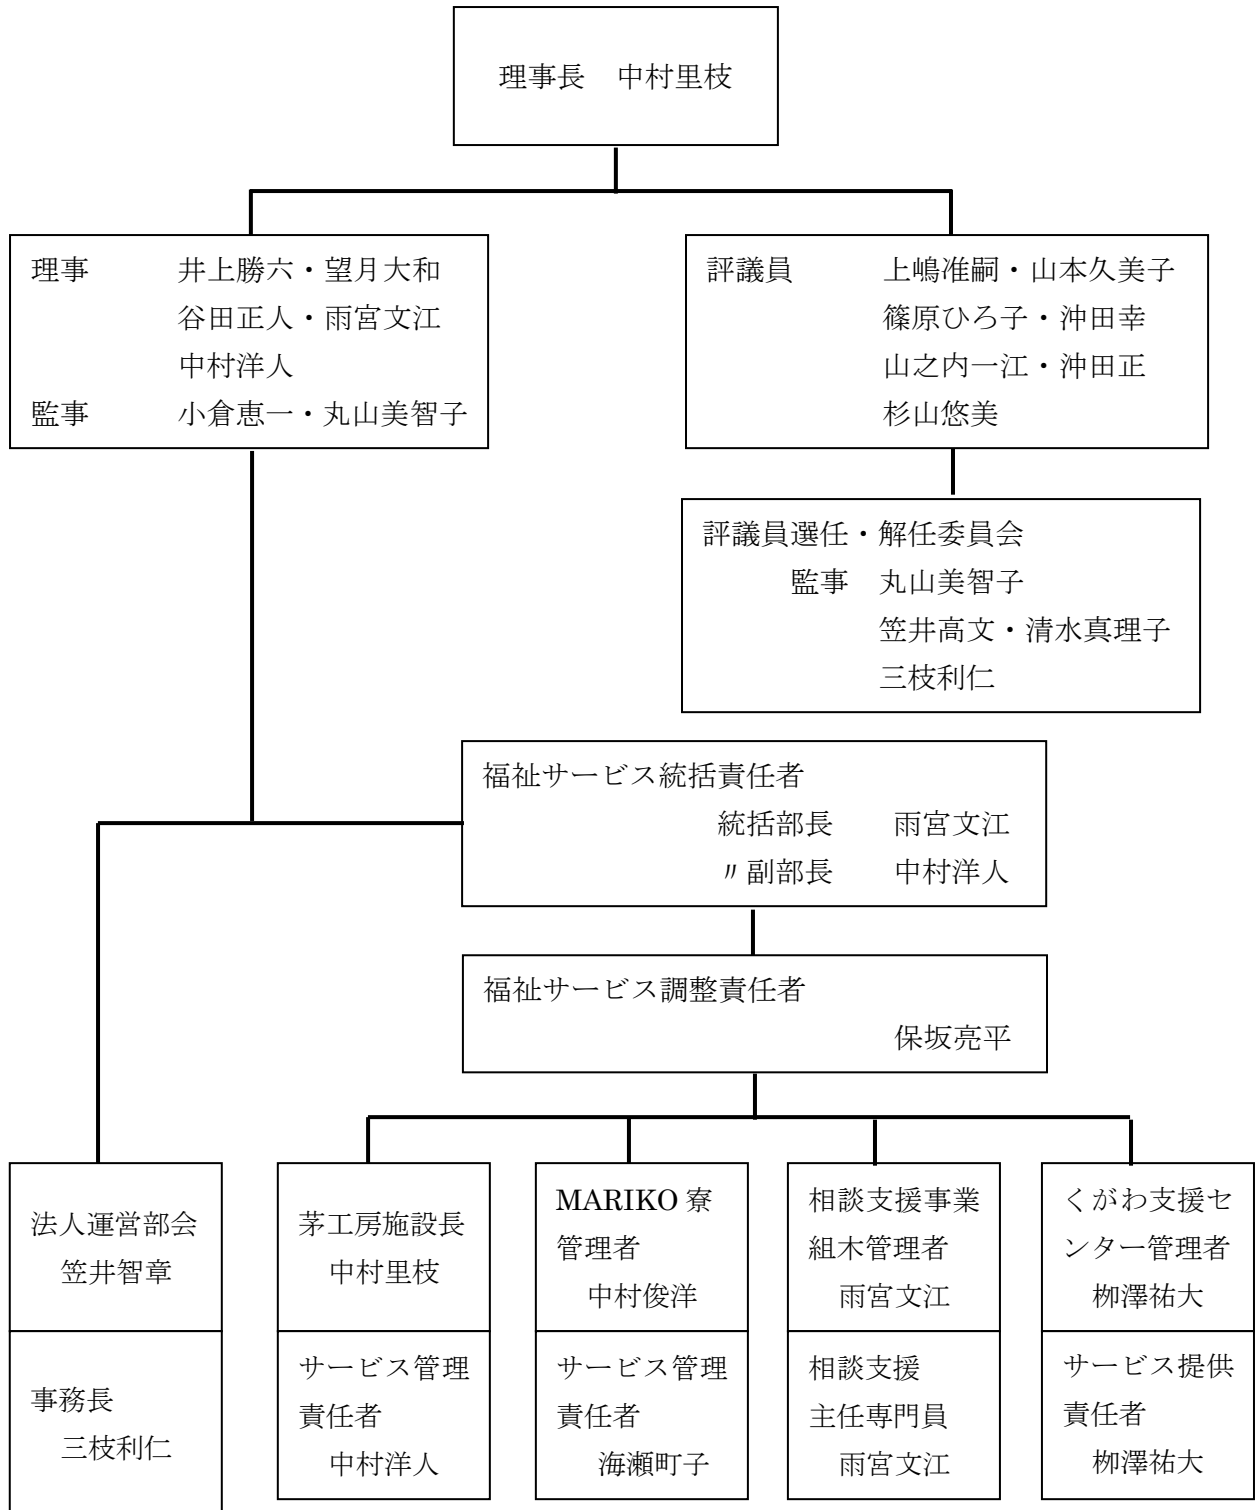 理事長　中村里枝
理事　井上勝六・望月大和
谷田正人・雨宮文江
中村洋人
監事　小倉恵一・丸山美智子
評議員　上嶋准嗣・山本久美子
篠原ひろ子・沖田幸
山之内一江・沖田正
杉山悠美
評議員選任・解任委員会
監事　丸山美智子
笠井高文・清水真理子
三枝利仁
福祉サービス統括責任者
統括部長　雨宮文江
〃副部長　中村洋人
福祉サービス調整責任者
保坂亮平
法人運営部会
笠井智章
事務長
三枝利仁
茅工房施設長
中村里枝
サービス管理
責任者
中村洋人
MARIKO 寮
管理者
中村俊洋
サービス管理
責任者
海瀬町子
相談支援事業
組木管理者
雨宮文江
相談支援
主任専門員
雨宮文江
くがわ支援セ
ンター管理者
栁澤祐大
サービス提供
責任者
栁澤祐大